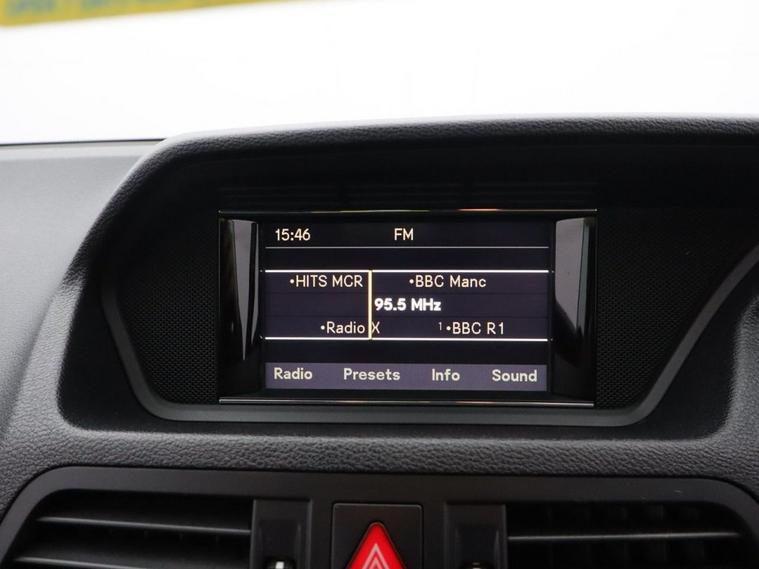 15:46 FM
•HITS MCR •BBC Manc
95.5 MHz
•Radio X 1•BBC R1
Radio Presets Info Sound